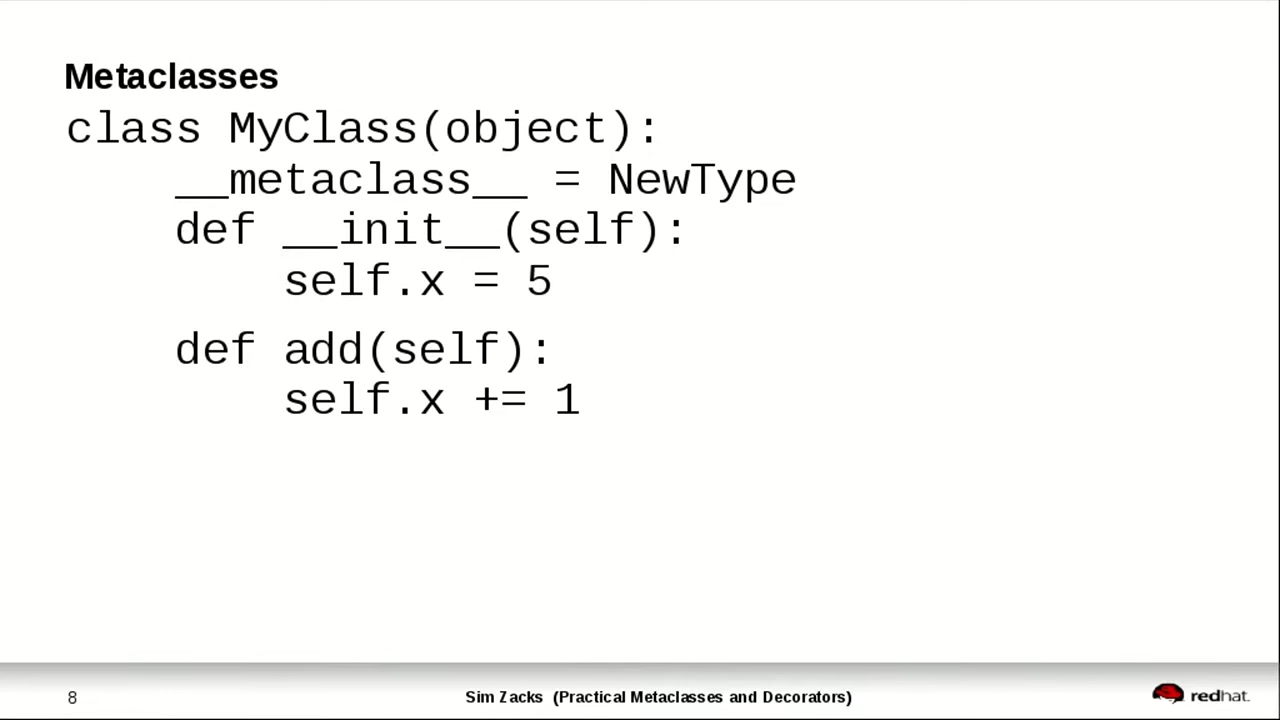 Metaclasses
class MyClass(object):
    __metaclass__ = NewType
    def __init__(self):
        self.x = 5
    def add(self):
        self.x += 1
8
Sim Zacks (Practical Metaclasses and Decorators)
redhat.